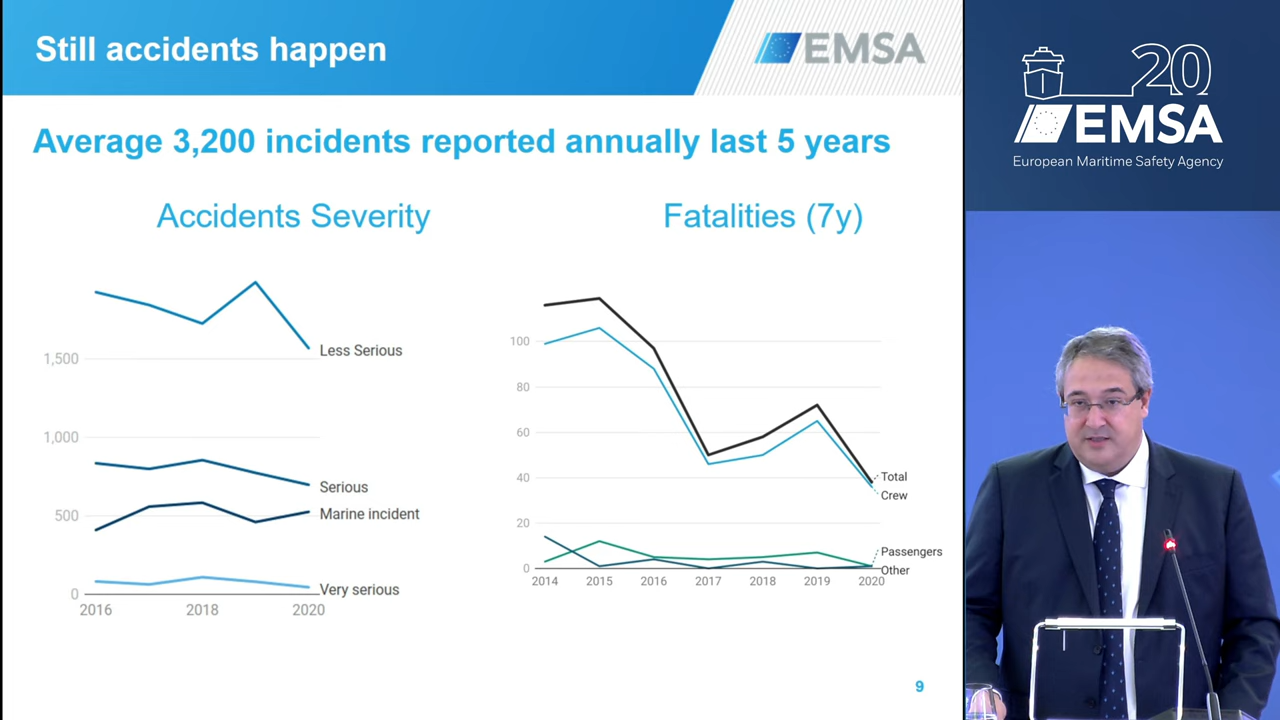 Still accidents happen
EMSA
Average 3,200 incidents reported annually last 5 years
Accidents Severity
1,500
1,000
500
0
2016
2018
2020
Less Serious
Serious
Marine incident
Very serious
Fatalities (7y)
100
80
60
40
20
0
2014
2015
2016
2017
2018
2019
2020
Total
Crew
Passengers
Other
9
20
EMSA
European Maritime Safety Agency